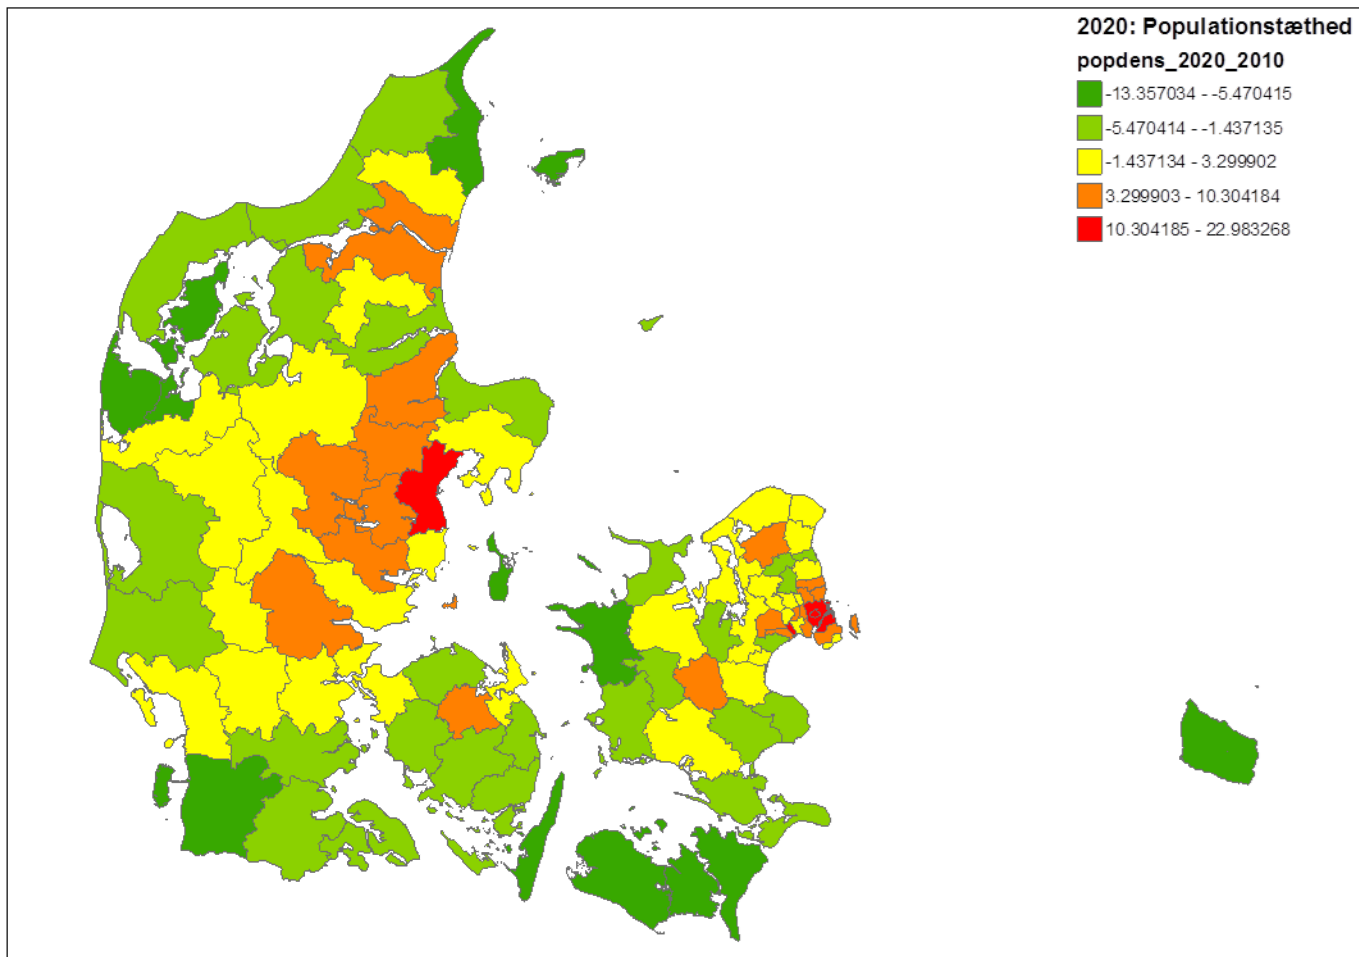 2020: Populationstæthed
popdens_2020_2010
-13.357034 - -5.470415
-5.470414 - -1.437135
-1.437134 - 3.299902
3.299903 - 10.304184
10.304185 - 22.983268